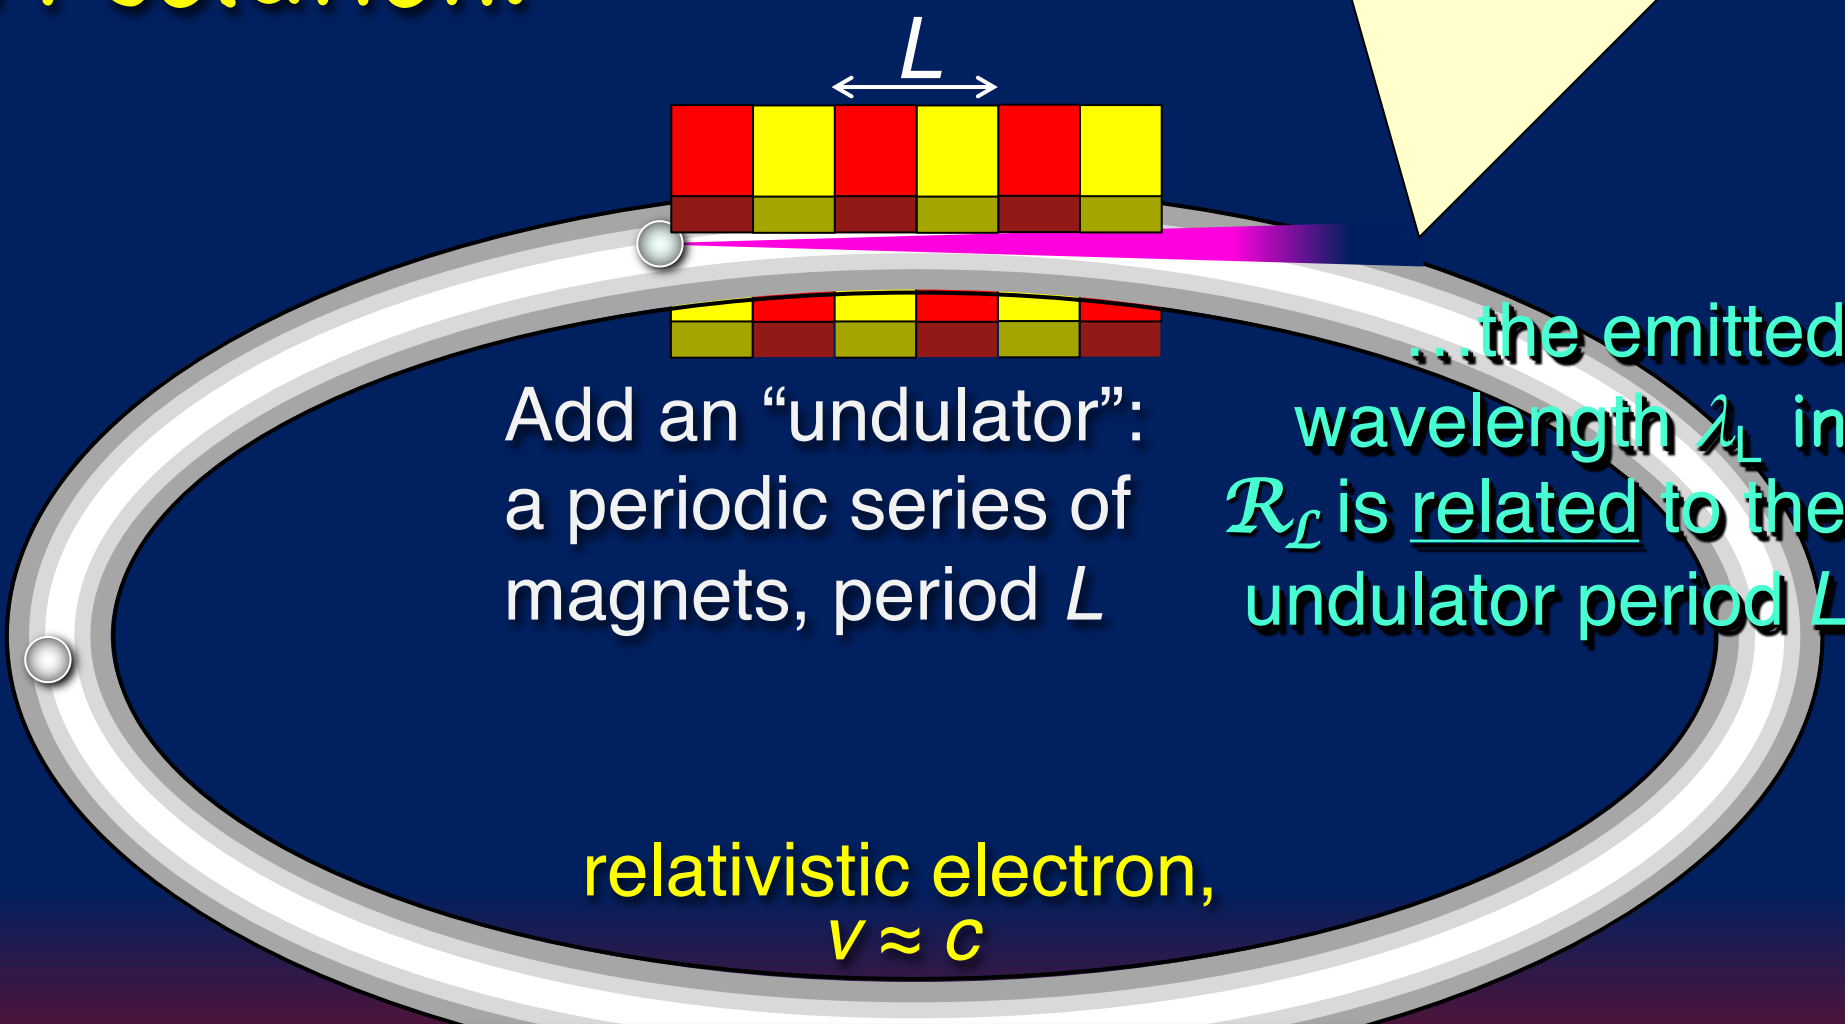 L
Add an “undulator”:
a periodic series of
magnets, period L
…the emitted
wavelength λL in
ℛℒ is related to the
undulator period L
relativistic electron,
v ≈ c